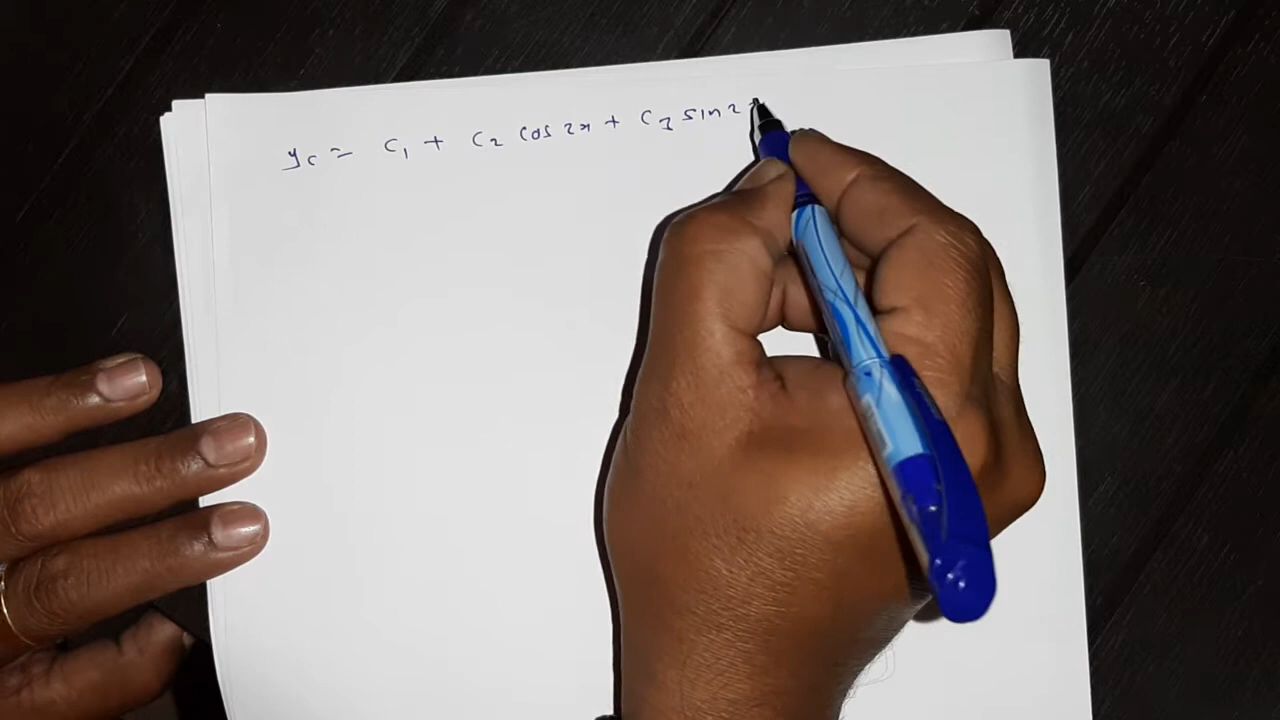 yc = c1 + c2 cos 2x + c3 sin 2